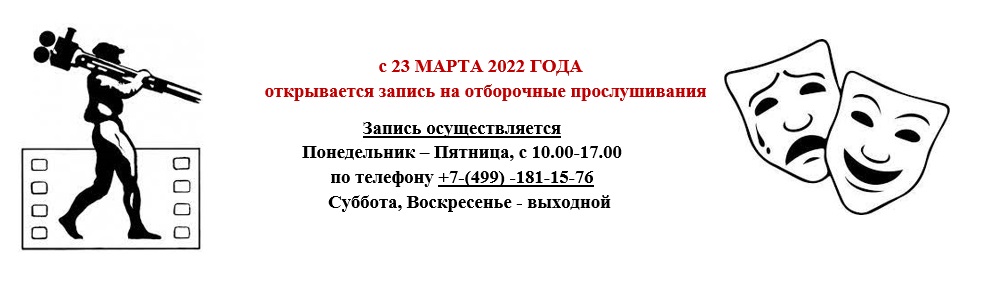 с 23 МАРТА 2022 ГОДА
открывается запись на отборочные прослушивания
Запись осуществляется
Понедельник – Пятница, с 10.00-17.00
по телефону +7-(499) -181-15-76
Суббота, Воскресенье - выходной